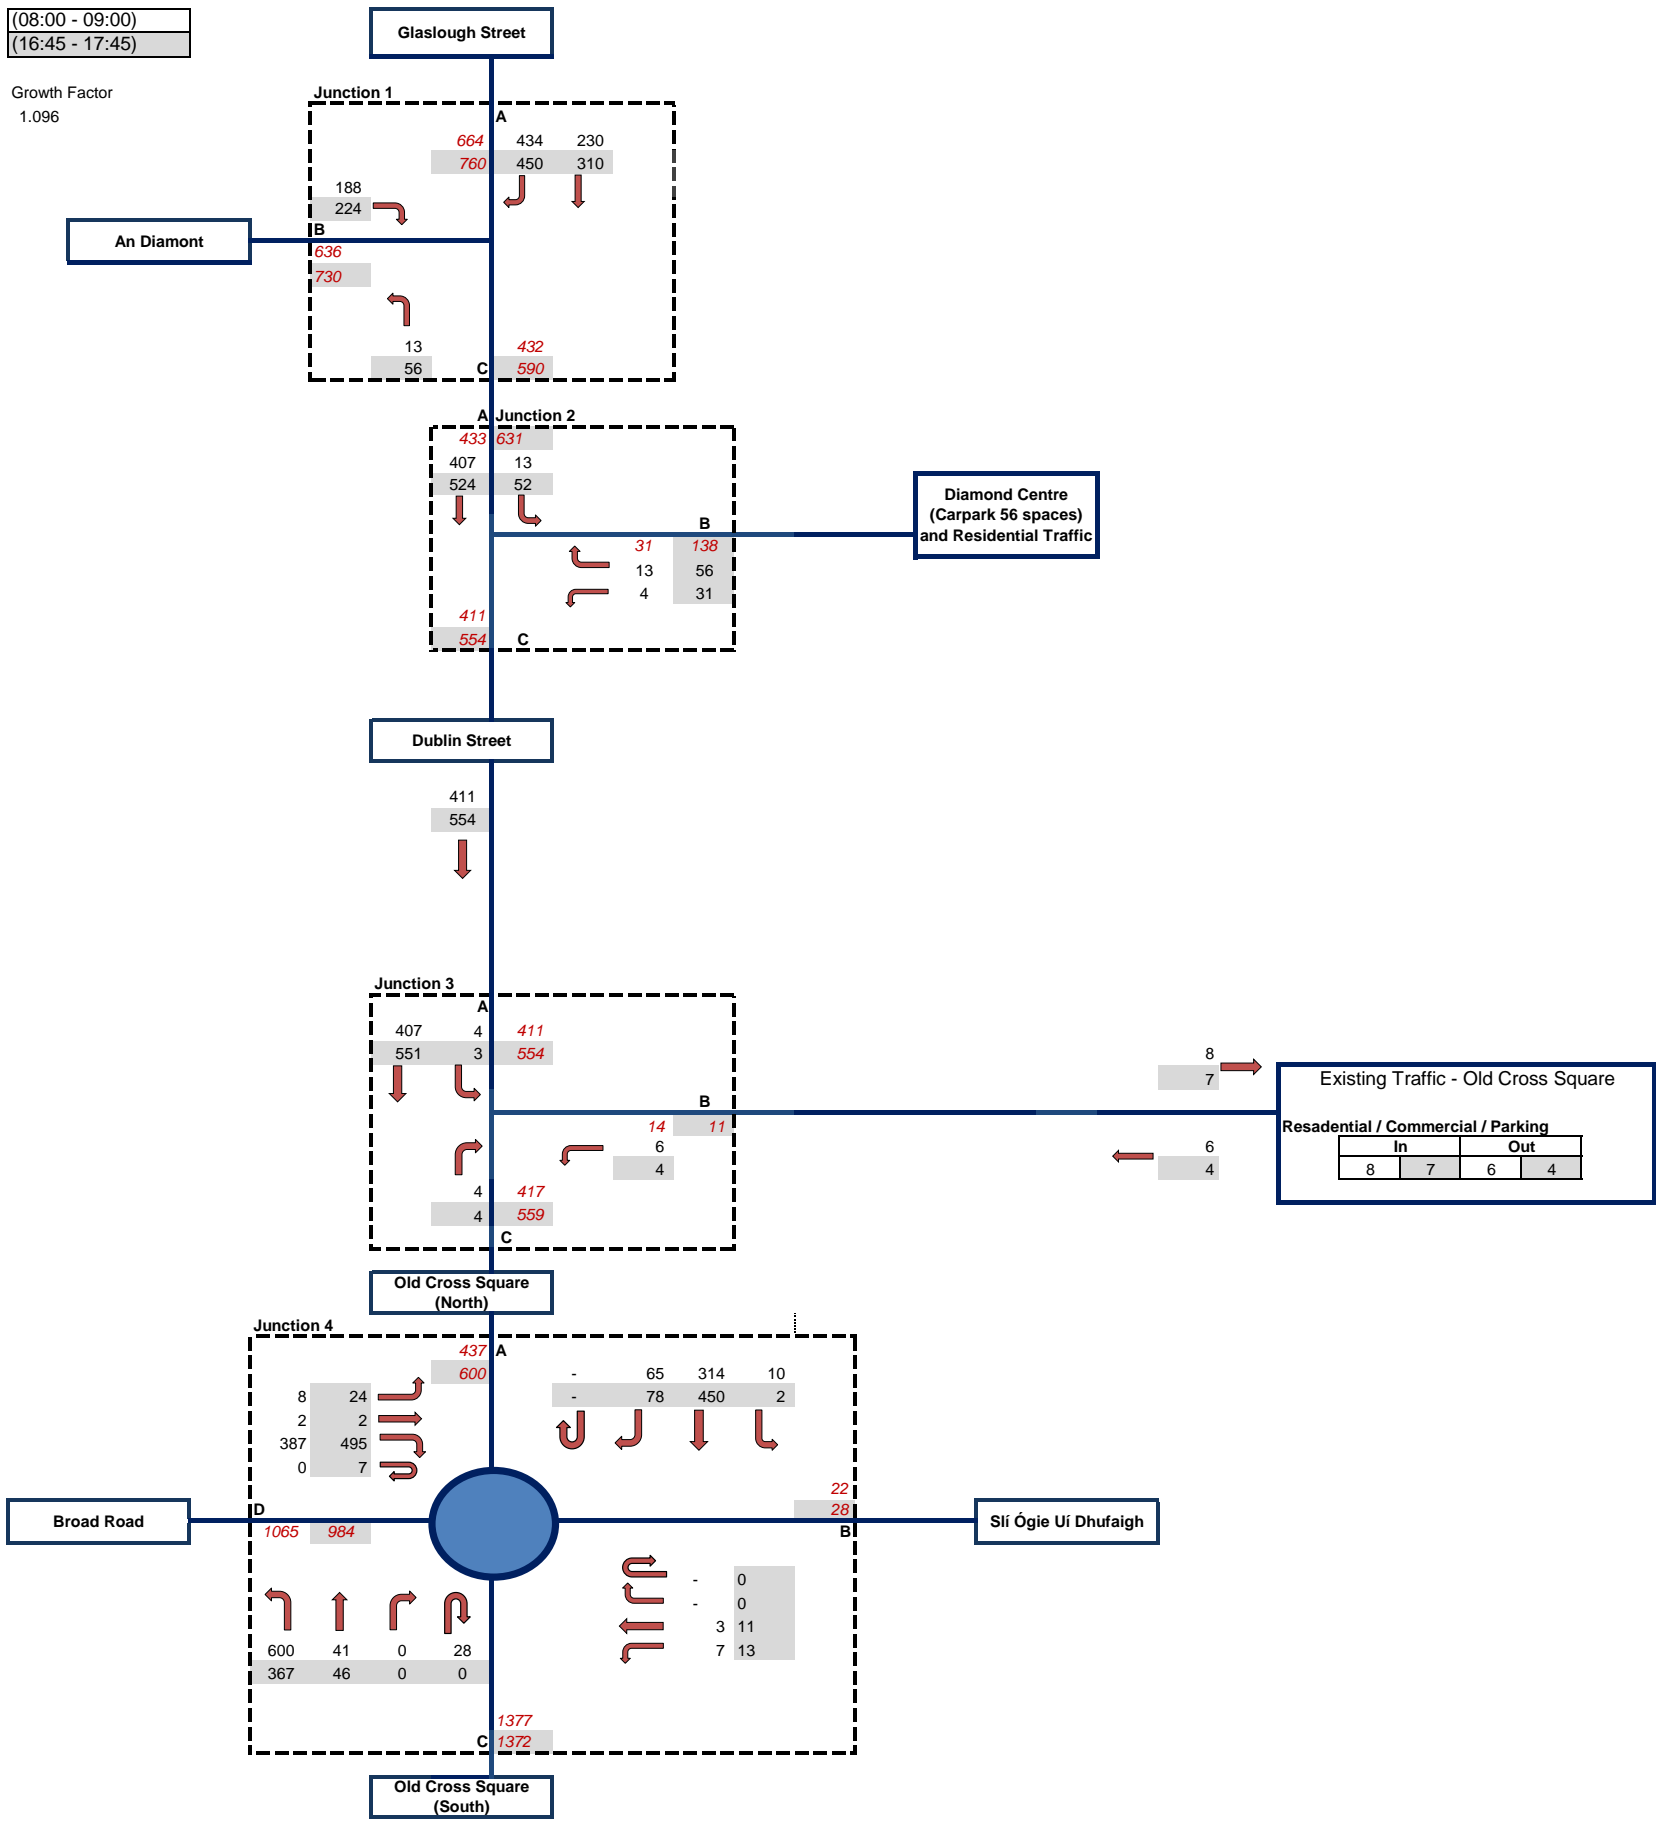 (08:00 - 09:00)
(16:45 - 17:45)
Glaslough Street
Growth Factor
1.096
Junction 1
A
664 434 230
760 450 310
188
224
An Diamont
B
636
730
13 432
56 C 590
A Junction 2
433 631
407 13
524 52
Diamond Centre
(Carpark 56 spaces)
and Residential Traffic
B
31 138
13 56
4 31
411
554 C
Dublin Street
411
554
Junction 3
A
407 4 411
551 3 554
8
7
B
14 11
6
4
4 417
4 559
C
6
4
Existing Traffic - Old Cross Square
Resadential / Commercial / Parking
In Out
8 7 6 4
Old Cross Square
(North)
Junction 4
437 A
600
- 65 314 10
- 78 450 2
8 24
2 2
387 495
0 7
22
28
Broad Road
D
B
Slí Ógie Uí Dhufaigh
1065 984
- 0
- 0
3 11
7 13
600 41 0 28
367 46 0 0
1377
C 1372
Old Cross Square
(South)